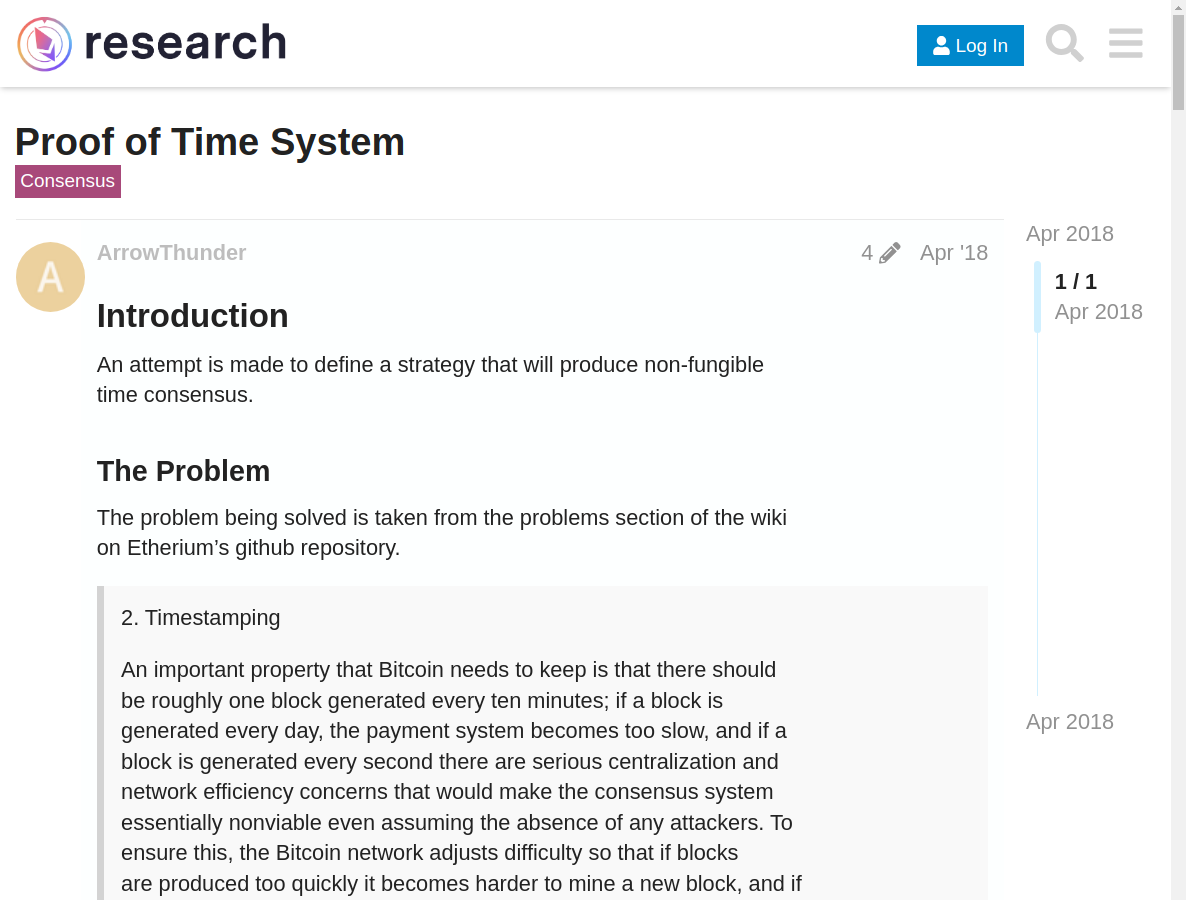 research
Log In
Proof of Time System
Consensus
Apr 2018
A
ArrowThunder
4
Apr '18
1 / 1
Apr 2018
Introduction
An attempt is made to define a strategy that will produce non-fungible
time consensus.
The Problem
The problem being solved is taken from the problems section of the wiki
on Etherium’s github repository.
2. Timestamping
An important property that Bitcoin needs to keep is that there should
be roughly one block generated every ten minutes; if a block is
generated every day, the payment system becomes too slow, and if a
block is generated every second there are serious centralization and
network efficiency concerns that would make the consensus system
essentially nonviable even assuming the absence of any attackers. To
ensure this, the Bitcoin network adjusts difficulty so that if blocks
are produced too quickly it becomes harder to mine a new block, and if
Apr 2018